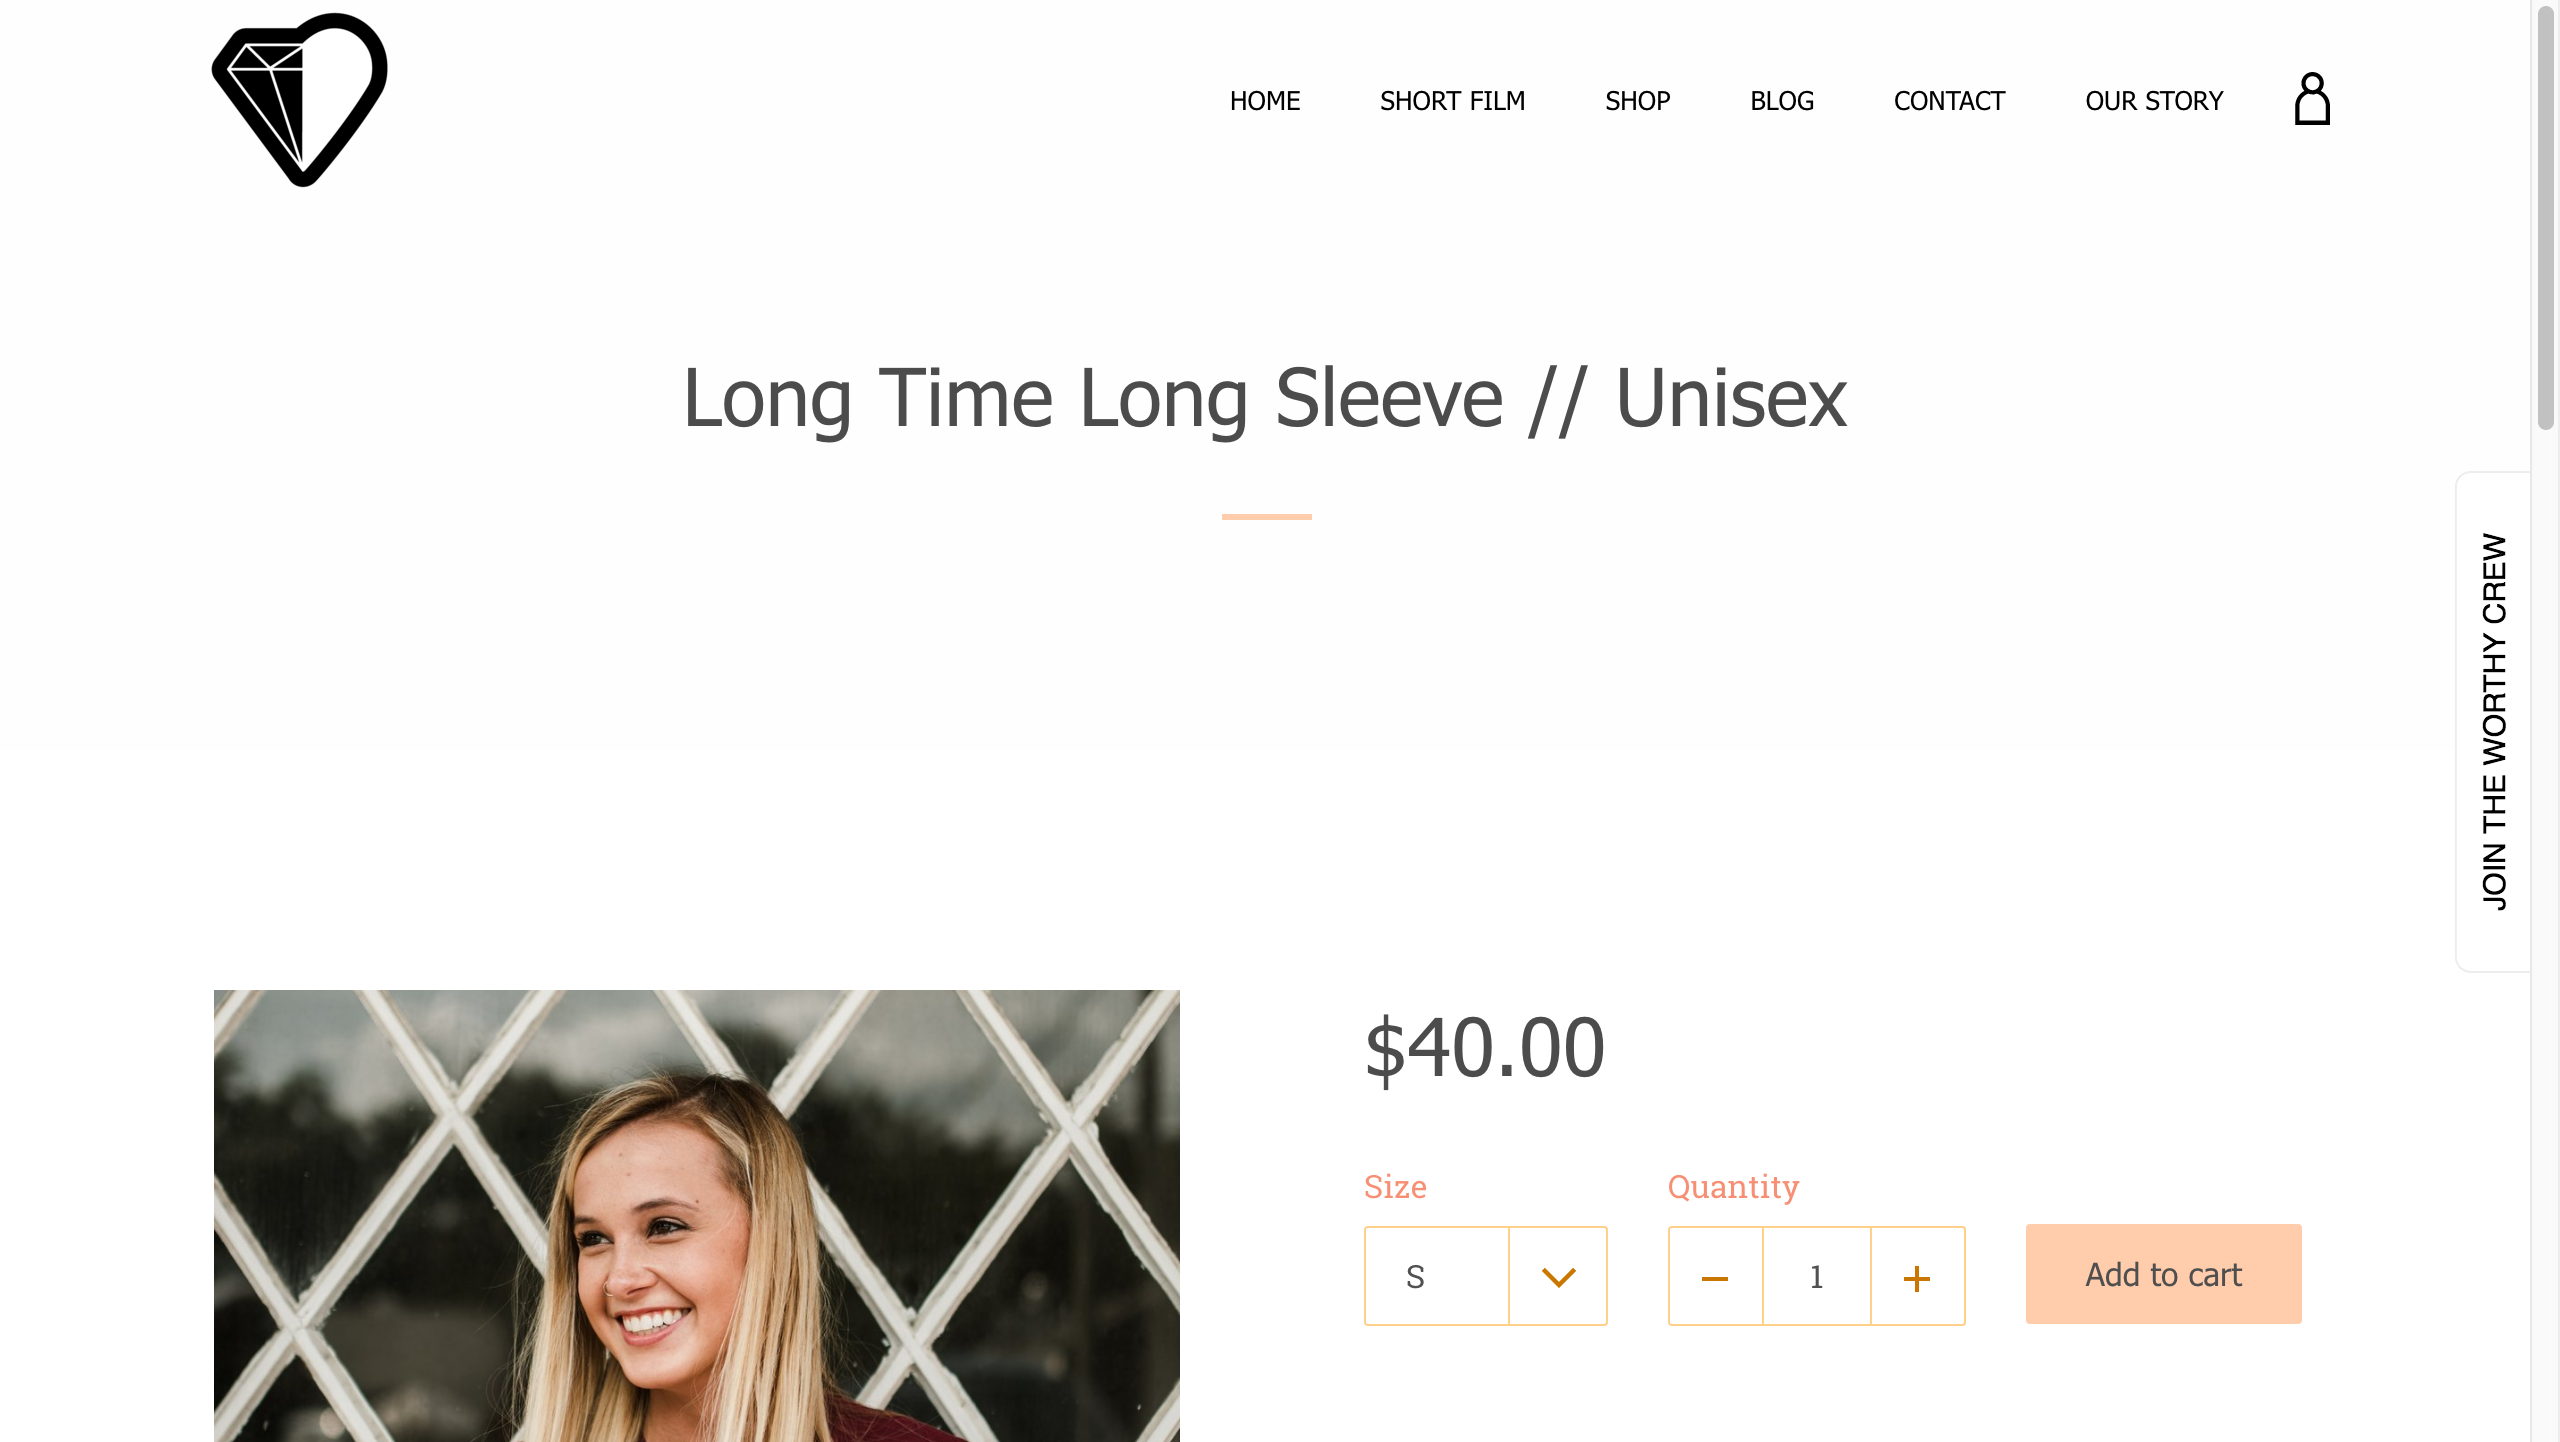 HOME SHORT FILM SHOP BLOG CONTACT OUR STORY
Long Time Long Sleeve // Unisex
JOIN THE WORTHY CREW
$40.00
Size Quantity
S 1 Add to cart